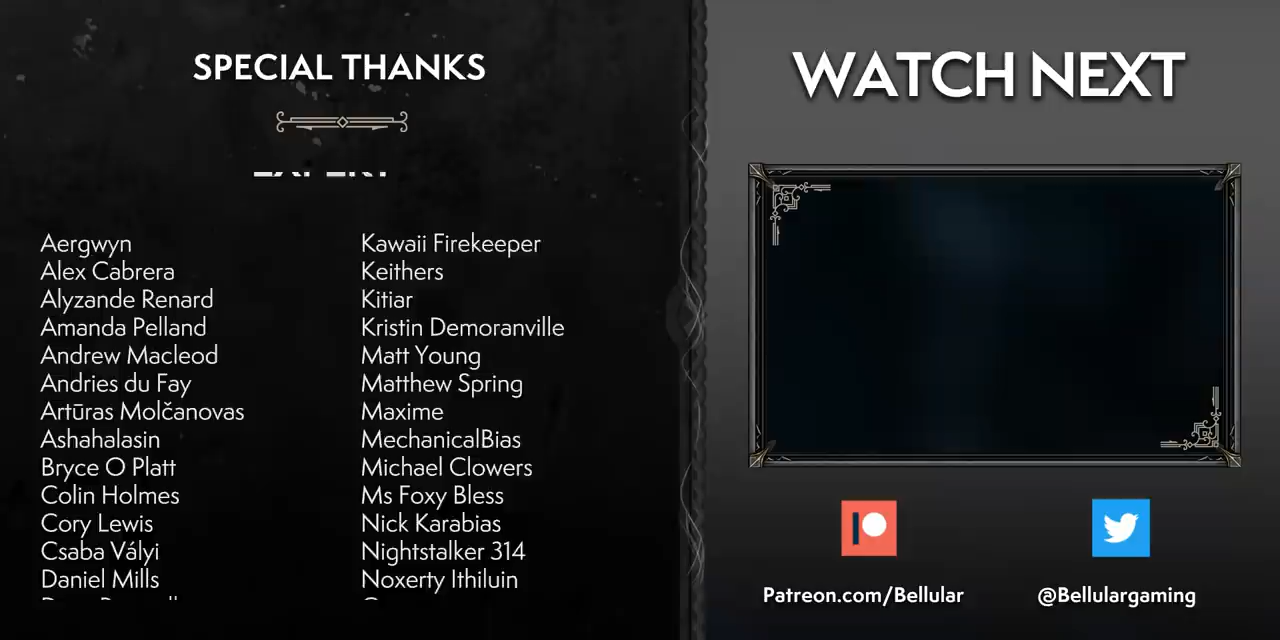 SPECIAL THANKS
EXPERT
Aergwyn
Alex Cabrera
Alyzande Renard
Amanda Pelland
Andrew Macleod
Andries du Fay
Artūras Molčanovas
Ashahalasin
Bryce O Platt
Colin Holmes
Cory Lewis
Csaba Vályi
Daniel Mills
Kawaii Firekeeper
Keithers
Kitiar
Kristin Demoranville
Matt Young
Matthew Spring
Maxime
MechanicalBias
Michael Clowers
Ms Foxy Bless
Nick Karabias
Nightstalker 314
Noxerty Ithiluin
WATCH NEXT
Patreon.com/Bellular
@Bellulargaming